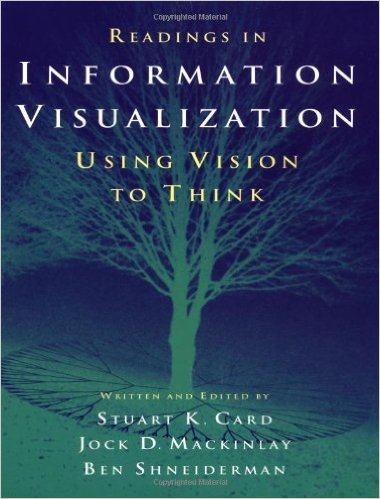 Copyrighted Material
READINGS IN
INFORMATION
VISUALIZATION
USING VISION
TO THINK
WRITTEN AND EDITED BY
STUART K. CARD
JOCK D. MACKINLAY
BEN SHNEIDERMAN
Copyrighted Material